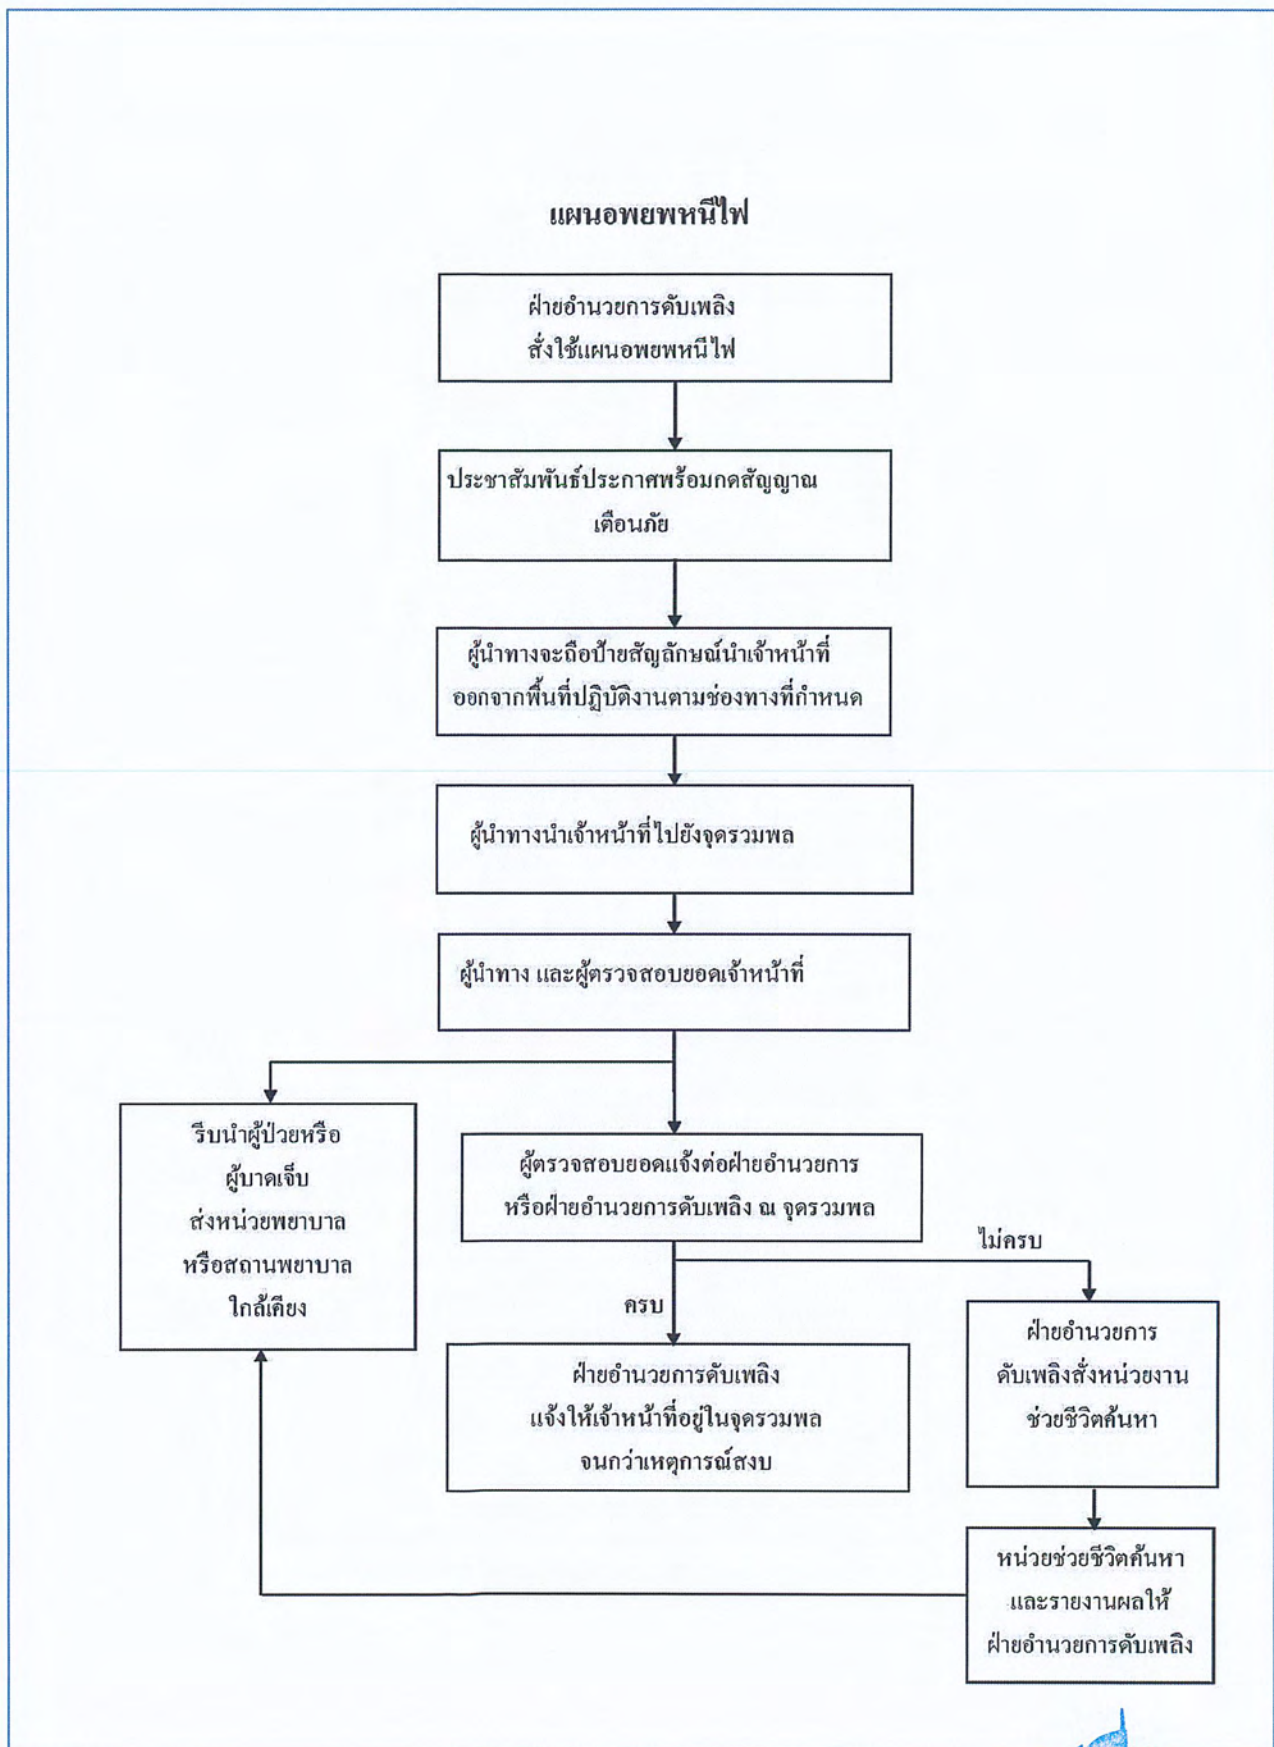 แผนอพยพหนีไฟ
ฝ่ายอำนวยการดับเพลิง
สั่งใช้แผนอพยพหนีไฟ
ประชาสัมพันธ์ประกาศพร้อมกดสัญญาณ
เตือนภัย
ผู้นำทางจะถือป้ายสัญลักษณ์นำเจ้าหน้าที่
ออกจากพื้นที่ปฏิบัติงานตามช่องทางที่กำหนด
ผู้นำทางนำเจ้าหน้าที่ไปยังจุดรวมพล
ผู้นำทาง และผู้ตรวจสอบยอดเจ้าหน้าที่
รีบนำผู้ป่วยหรือ
ผู้บาดเจ็บ
ส่งหน่วยพยาบาล
หรือสถานพยาบาล
ใกล้เคียง
ผู้ตรวจสอบยอดแจ้งต่อฝ่ายอำนวยการ
หรือฝ่ายอำนวยการดับเพลิง ณ จุดรวมพล
ไม่ครบ
ครบ
ฝ่ายอำนวยการดับเพลิง
แจ้งให้เจ้าหน้าที่อยู่ในจุดรวมพล
จนกว่าเหตุการณ์สงบ
ฝ่ายอำนวยการ
ดับเพลิงสั่งหน่วยงาน
ช่วยชีวิตค้นหา
หน่วยช่วยชีวิตค้นหา
และรายงานผลให้
ฝ่ายอำนวยการดับเพลิง